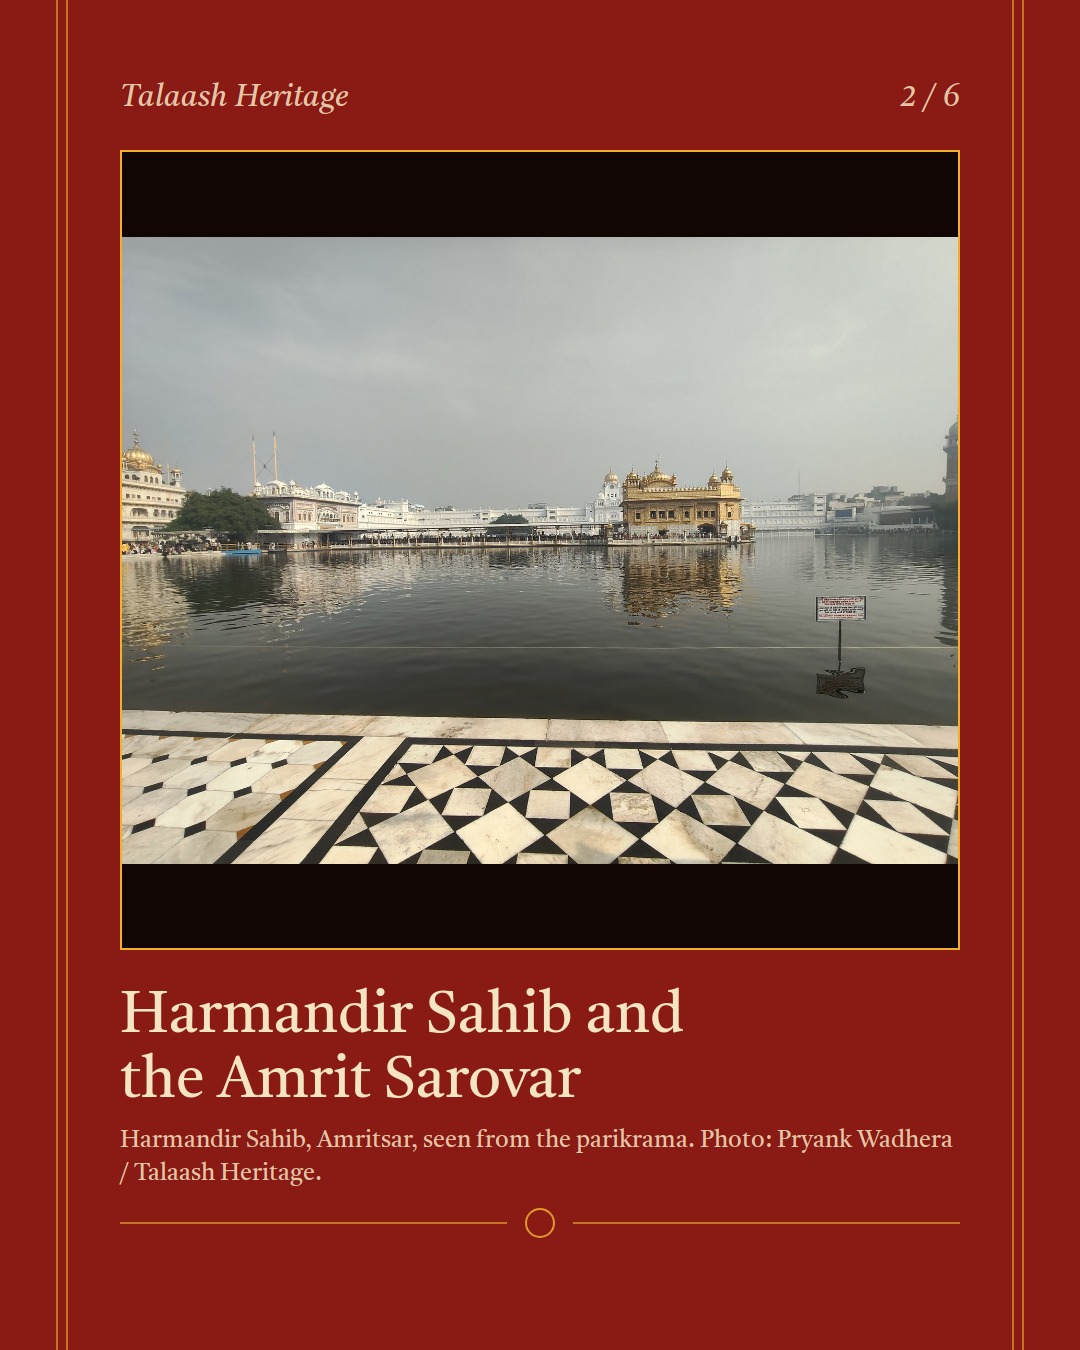 Talaash Heritage
2 / 6
Harmandir Sahib and
the Amrit Sarovar
Harmandir Sahib, Amritsar, seen from the parikrama. Photo: Pryank Wadhera
/ Talaash Heritage.